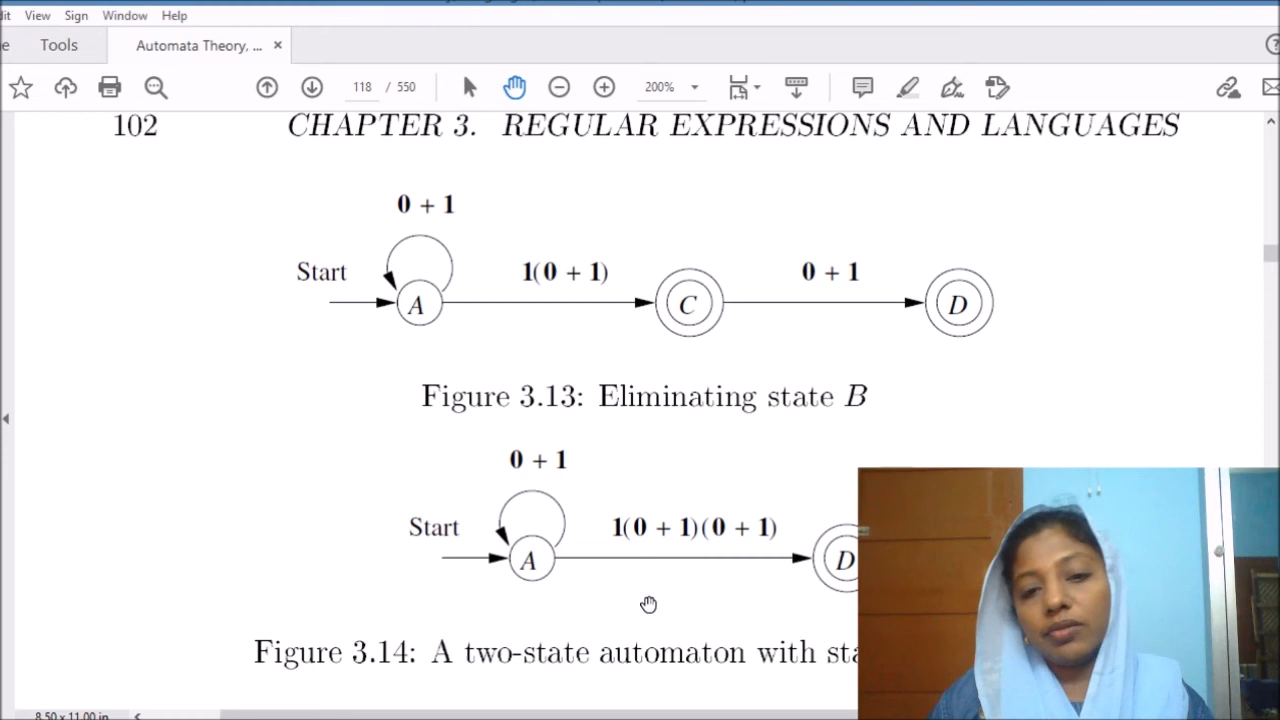 View Sign Window Help
Tools Automata Theory, ... ×
118 / 550 200%
102 CHAPTER 3. REGULAR EXPRESSIONS AND LANGUAGES
0 + 1
Start A 1(0 + 1) C 0 + 1 D
Figure 3.13: Eliminating state B
0 + 1
Start A 1(0 + 1)(0 + 1) D
Figure 3.14: A two-state automaton with
8.50 x 11.00 in